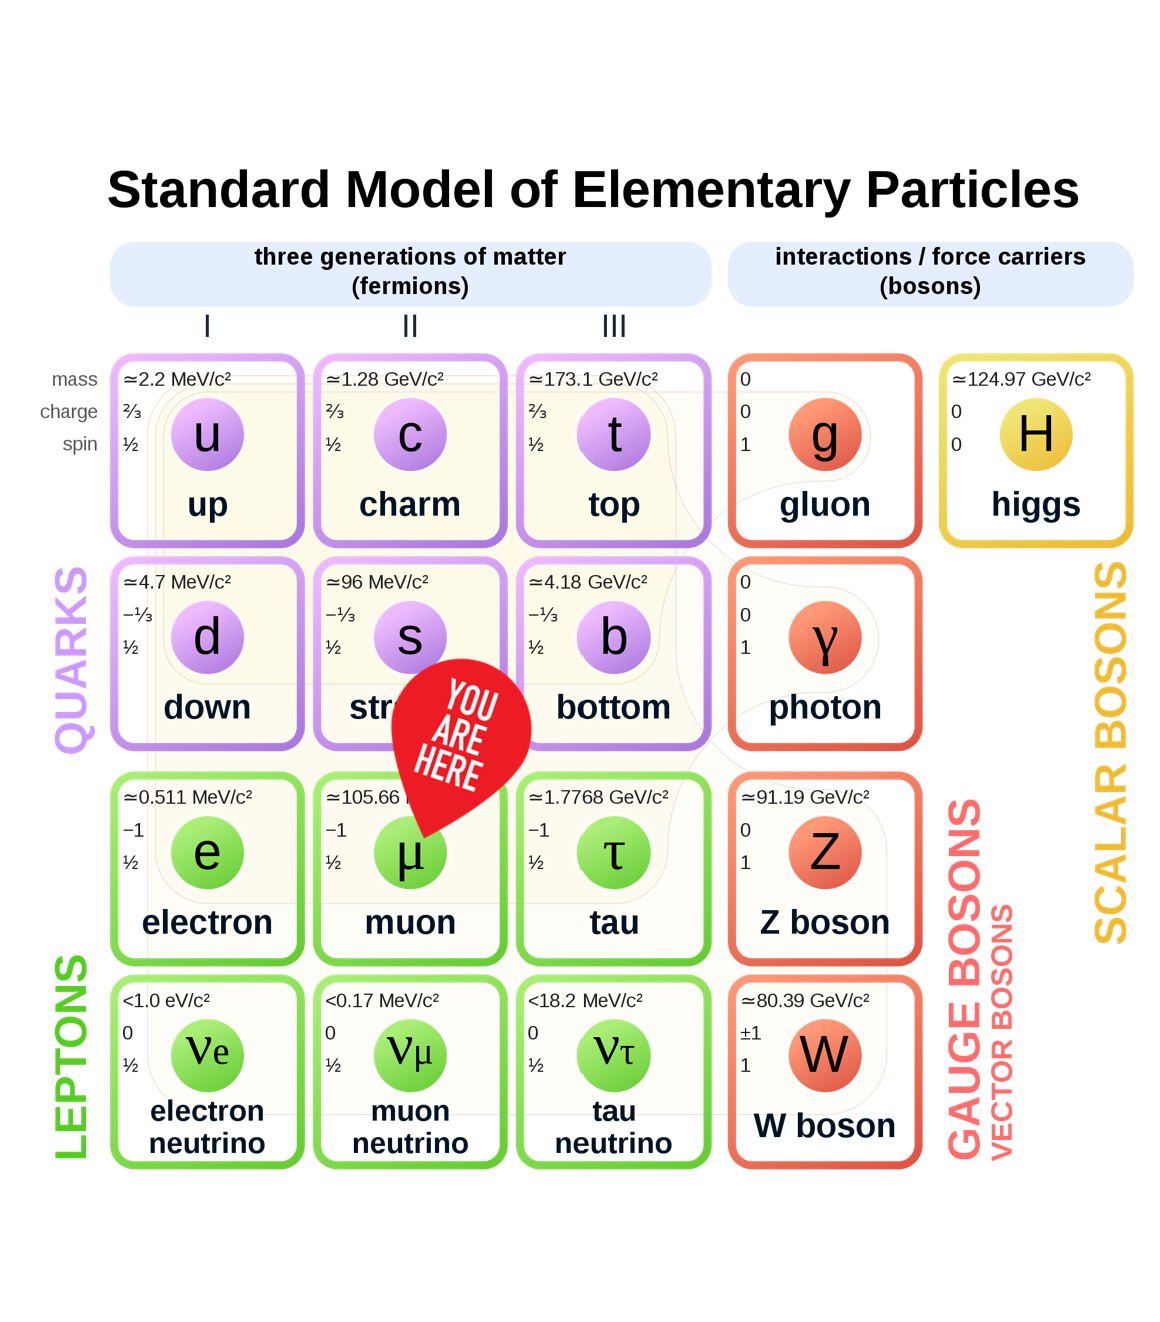 Standard Model of Elementary Particles
three generations of matter
(fermions)
interactions / force carriers
(bosons)
I II III
mass
charge
spin
≃2.2 MeV/c²
⅔
½
u
up
≃1.28 GeV/c²
⅔
½
c
charm
≃173.1 GeV/c²
⅔
½
t
top
0
0
1
g
gluon
≃124.97 GeV/c²
0
0
H
higgs
QUARKS
≃4.7 MeV/c²
−⅓
½
d
down
≃96 MeV/c²
−⅓
½
s
≃4.18 GeV/c²
−⅓
½
b
bottom
0
0
1
γ
photon
YOU
ARE
HERE
SCALAR BOSONS
LEPTONS
≃0.511 MeV/c²
−1
½
e
electron
≃105.66
−1
½
μ
muon
≃1.7768 GeV/c²
−1
½
τ
tau
≃91.19 GeV/c²
0
1
Z
Z boson
<1.0 eV/c²
0
½
νe
electron
neutrino
<0.17 MeV/c²
0
½
νμ
muon
neutrino
<18.2 MeV/c²
0
½
ντ
tau
neutrino
≃80.39 GeV/c²
±1
1
W
W boson
GAUGE BOSONS
VECTOR BOSONS